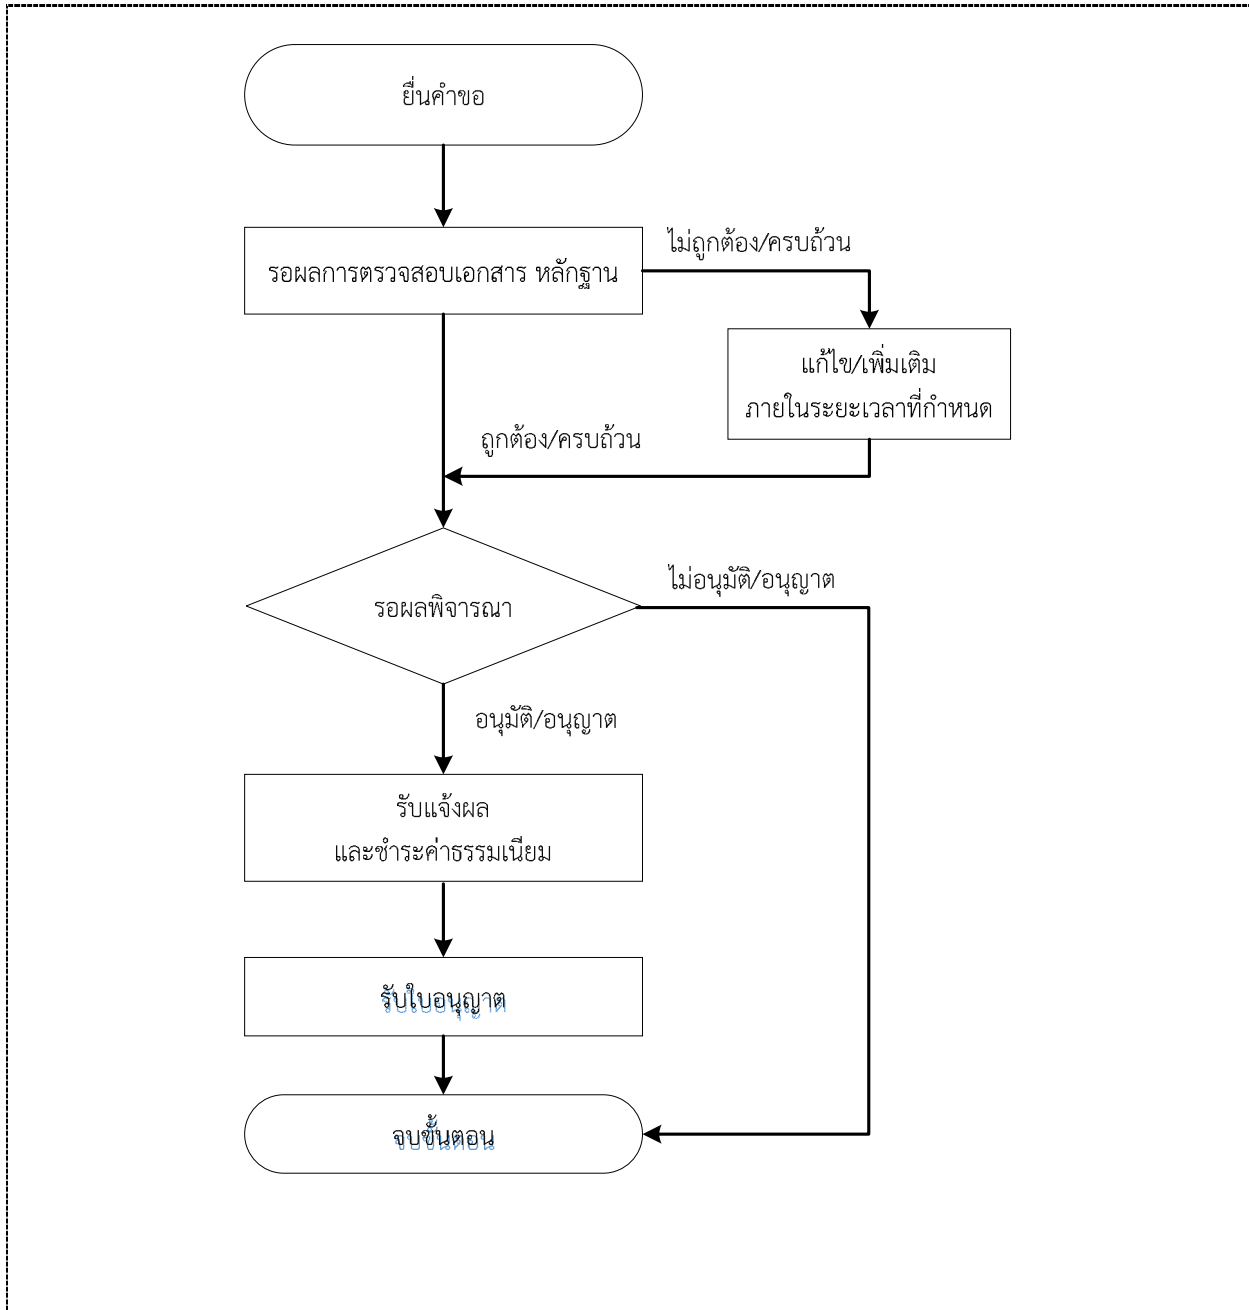 ยื่นคำขอ
รอผลการตรวจสอบเอกสาร หลักฐาน
ไม่ถูกต้อง/ครบถ้วน
แก้ไข/เพิ่มเติม
ภายในระยะเวลาที่กำหนด
ถูกต้อง/ครบถ้วน
รอผลพิจารณา
ไม่อนุมัติ/อนุญาต
อนุมัติ/อนุญาต
รับแจ้งผล
และชำระค่าธรรมเนียม
รับใบอนุญาต
จบขั้นตอน